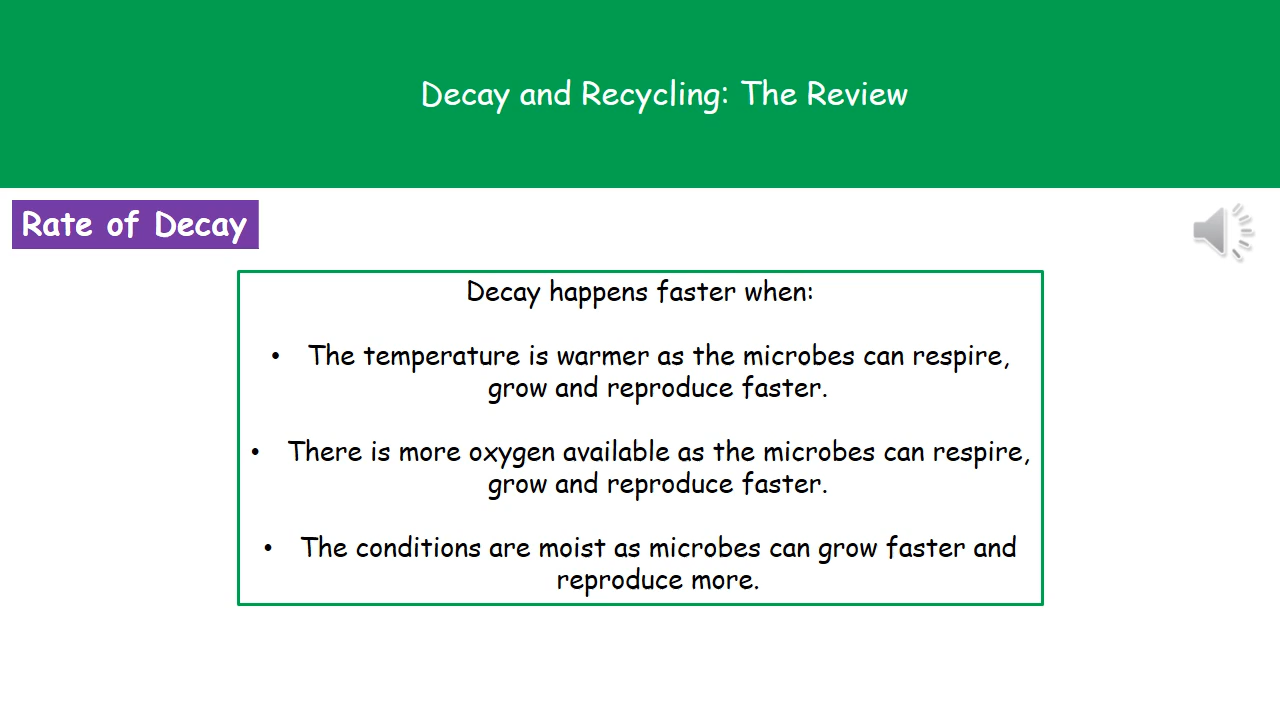 Decay and Recycling: The Review
Rate of Decay
Decay happens faster when:
• The temperature is warmer as the microbes can respire,
grow and reproduce faster.
• There is more oxygen available as the microbes can respire,
grow and reproduce faster.
• The conditions are moist as microbes can grow faster and
reproduce more.